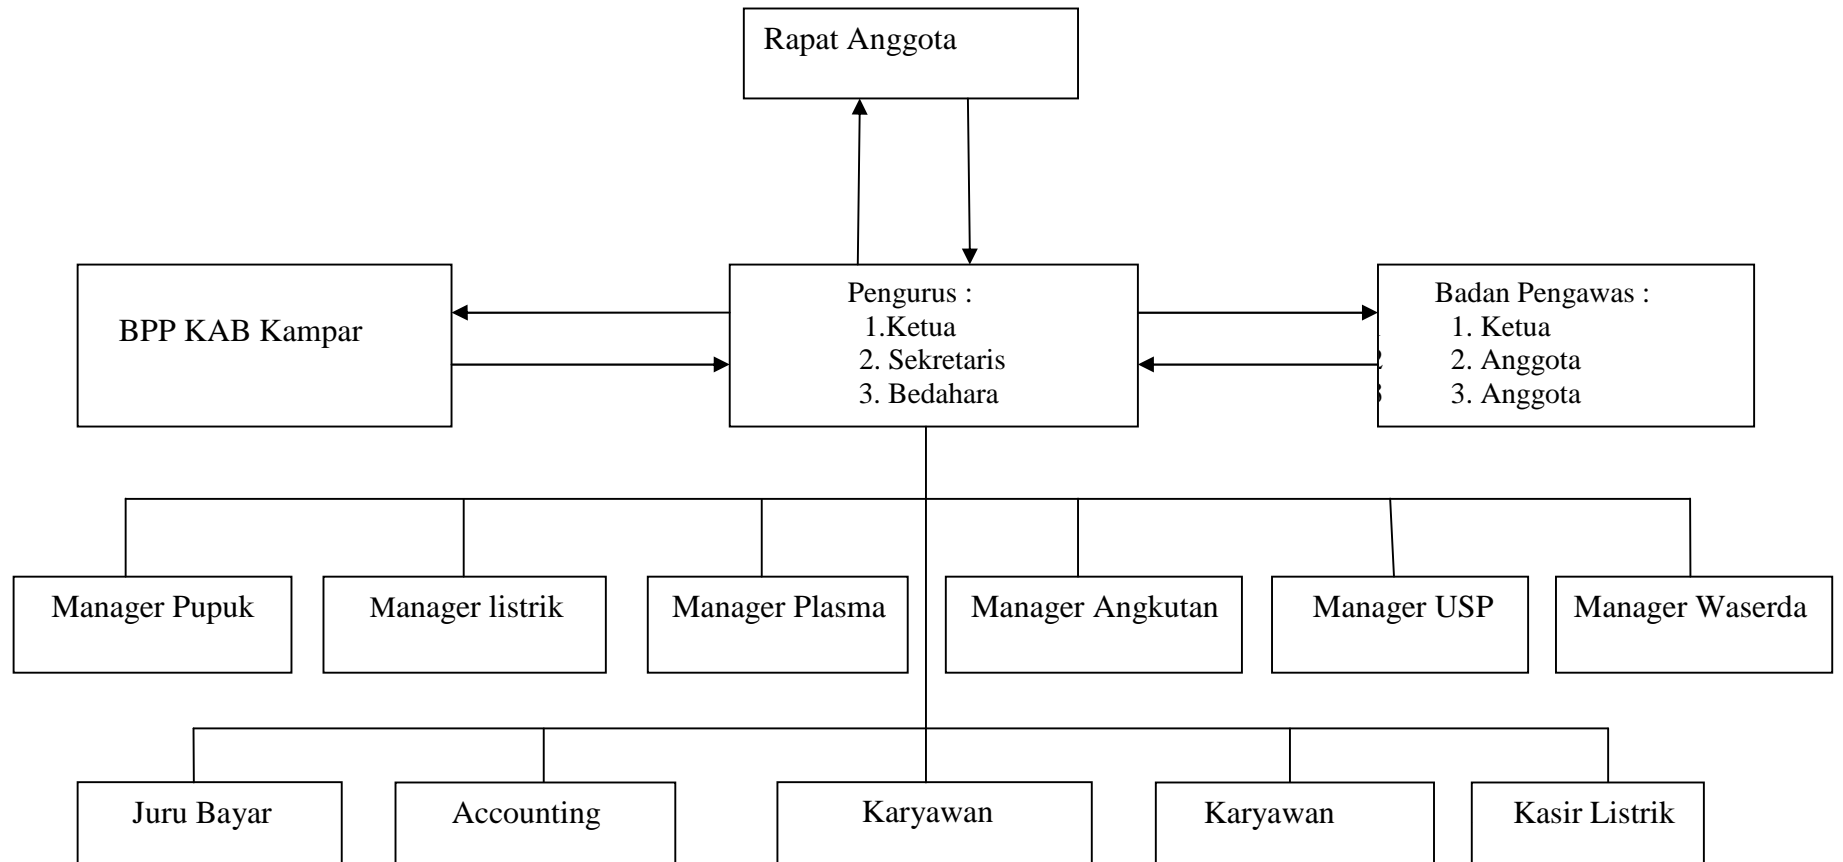 Rapat Anggota
BPP KAB Kampar
Pengurus :
1.Ketua
2. Sekretaris
3. Bedahara
Badan Pengawas :
1. Ketua
2. Anggota
3. Anggota
Manager Pupuk
Manager listrik
Manager Plasma
Manager Angkutan
Manager USP
Manager Waserda
Juru Bayar
Accounting
Karyawan
Karyawan
Kasir Listrik